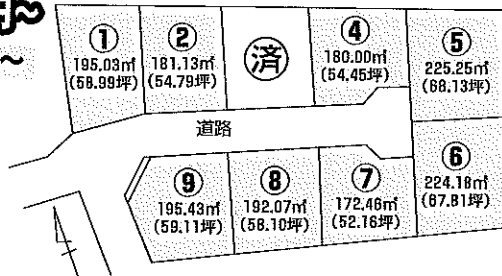 ①
195.03㎡
(58.99坪)
②
181.13㎡
(54.79坪)
済
④
180.00㎡
(54.45坪)
⑤
225.25㎡
(68.13坪)
道路
⑨
195.43㎡
(59.11坪)
⑧
192.07㎡
(58.10坪)
⑦
172.46㎡
(52.16坪)
⑥
224.18㎡
(67.81坪)